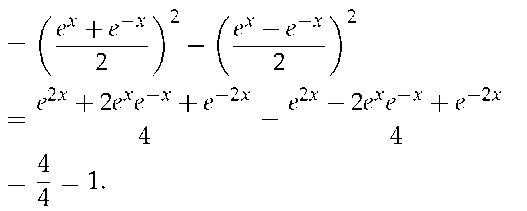 − ( (e^x + e^{−x}) / 2 )^2 − ( (e^x − e^{−x}) / 2 )^2
= (e^{2x} + 2e^x e^{−x} + e^{−2x}) / 4 − (e^{2x} − 2e^x e^{−x} + e^{−2x}) / 4
− 4/4 − 1.